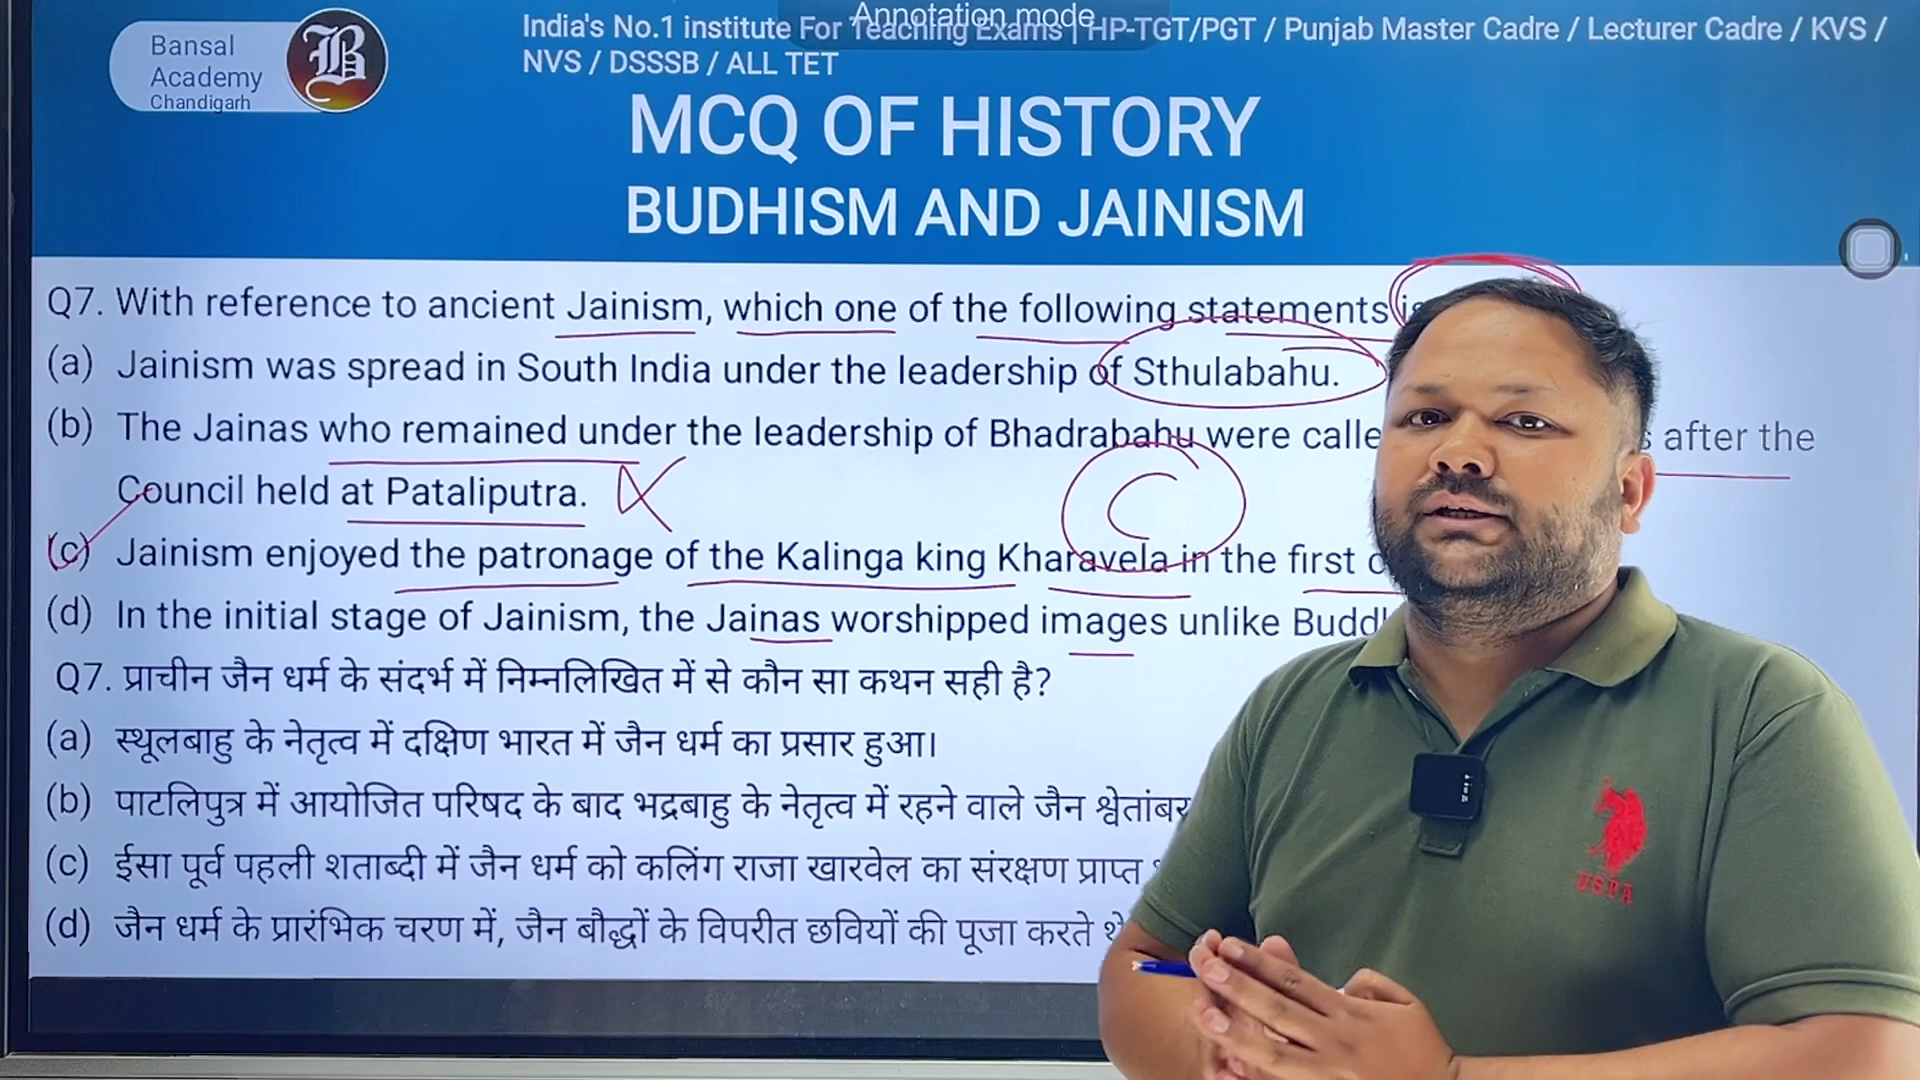 Annotation mode
Bansal
Academy
Chandigarh
B
India's No.1 institute For Teaching Exams | HP-TGT/PGT / Punjab Master Cadre / Lecturer Cadre / KVS /
NVS / DSSSB / ALL TET
MCQ OF HISTORY
BUDHISM AND JAINISM
Q7. With reference to ancient Jainism, which one of the following statements
(a) Jainism was spread in South India under the leadership of Sthulabahu.
(b) The Jainas who remained under the leadership of Bhadrabahu were after the
Council held at Pataliputra.
C
(c) Jainism enjoyed the patronage of the Kalinga king Kharavela in the first
(d) In the initial stage of Jainism, the Jainas worshipped images unlike
Q7. प्राचीन जैन धर्म के संदर्भ में निम्नलिखित में से कौन सा कथन सही है?
(a) स्थूलबाहु के नेतृत्व में दक्षिण भारत में जैन धर्म का प्रसार हुआ।
(b) पाटलिपुत्र में आयोजित परिषद के बाद भद्रबाहु के नेतृत्व में रहने वाले जैन श्वेतांबर
(c) ईसा पूर्व पहली शताब्दी में जैन धर्म को कलिंग राजा खारवेल का संरक्षण प्राप्त
(d) जैन धर्म के प्रारंभिक चरण में, जैन बौद्धों के विपरीत छवियों की पूजा करते
USPA